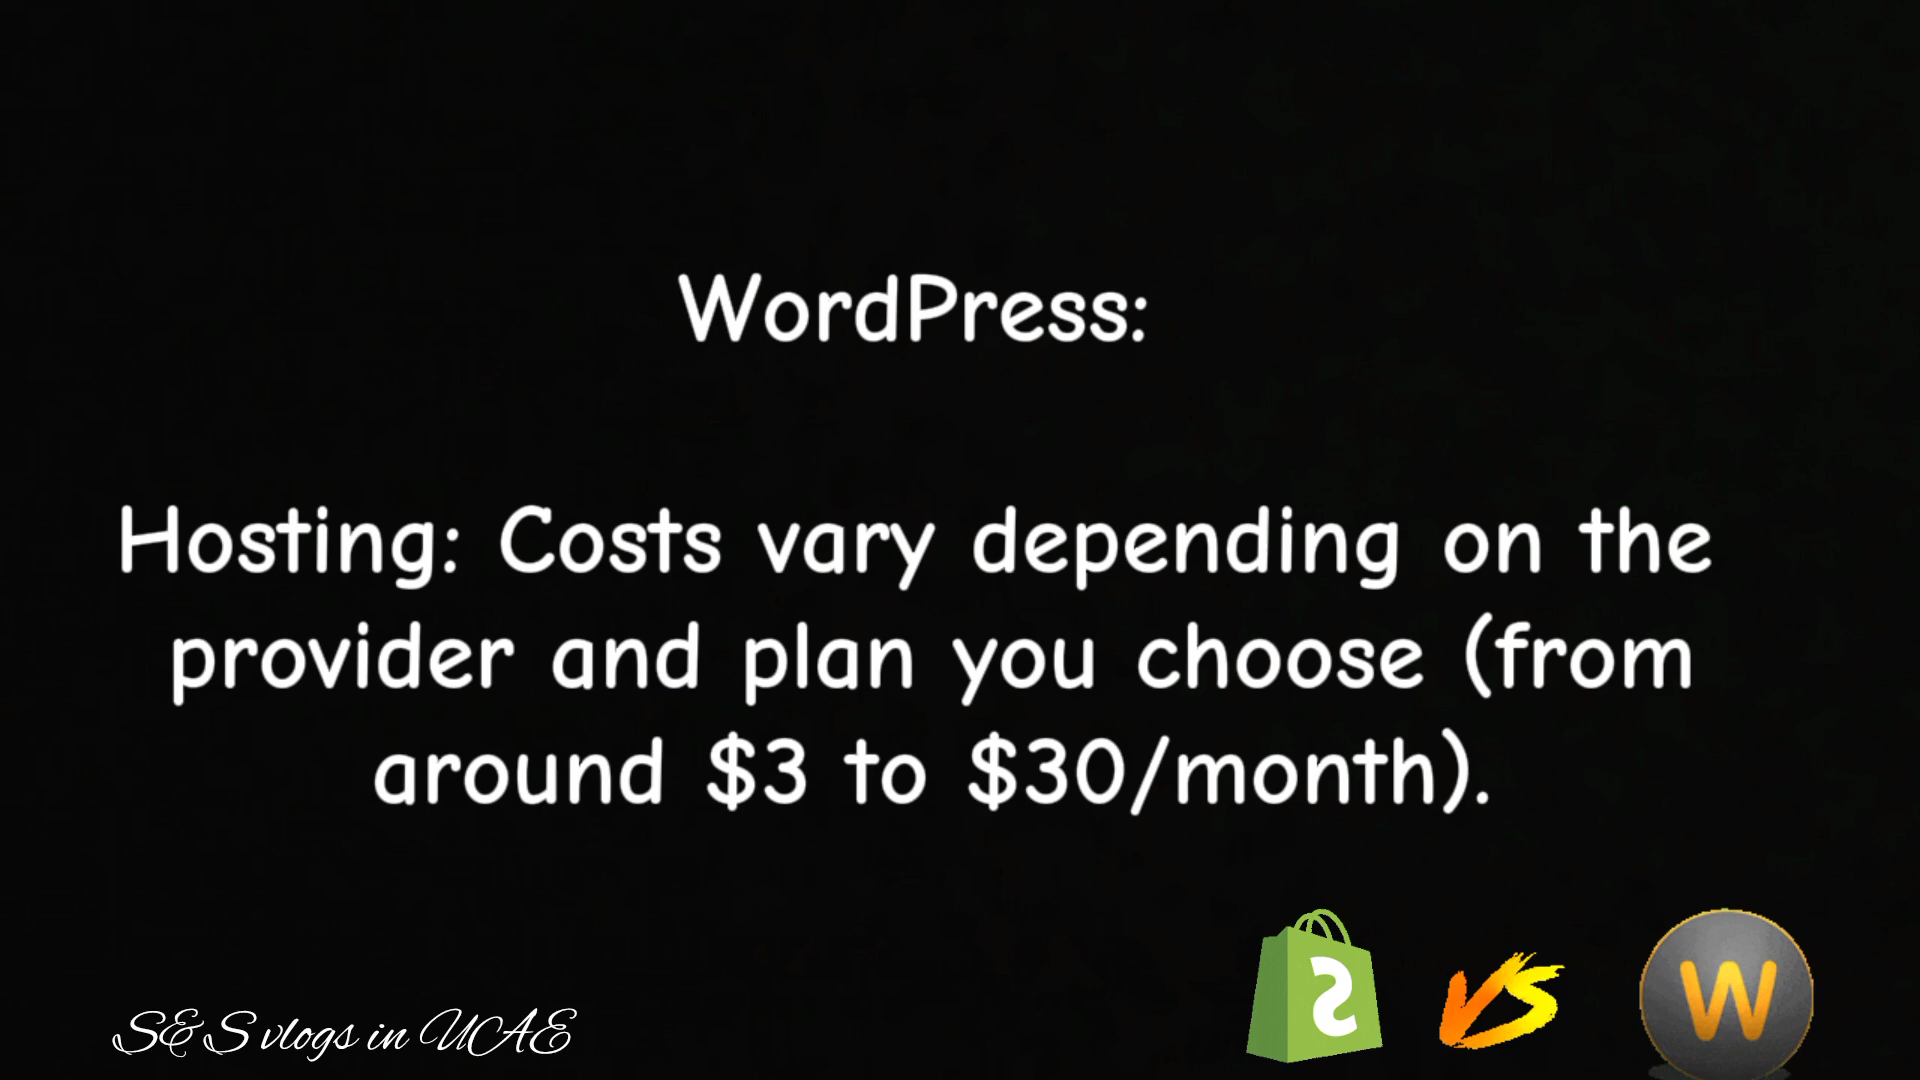 WordPress:
Hosting: Costs vary depending on the
provider and plan you choose (from
around $3 to $30/month).
S
VS
W
S&S vlogs in UAE